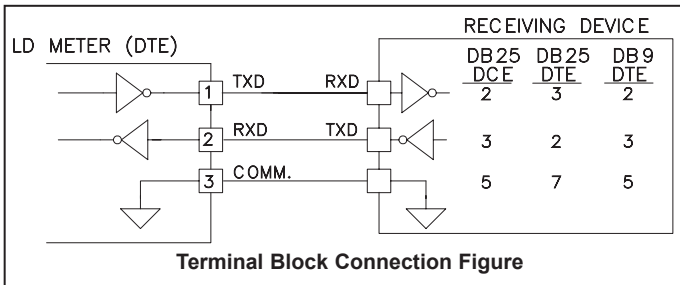 RECEIVING DEVICE
LD METER (DTE)
DB25 DB25 DB9
DCE DTE DTE
1 TXD RXD 2 3 2
2 RXD TXD 3 2 3
3 COMM. 5 7 5
Terminal Block Connection Figure